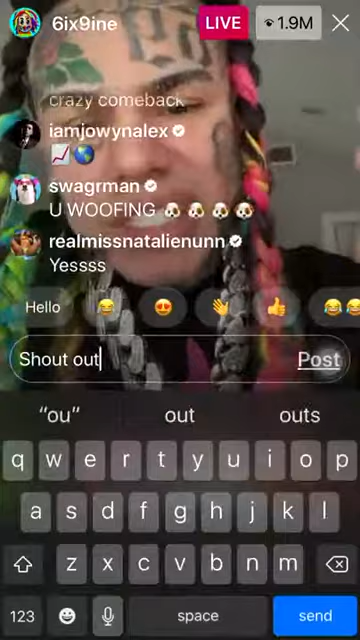 6ix9ine
LIVE
1.9M
crazy comeback
iamjowynalex
📈🌎
swagrman
U WOOFING 🐶🐶🐶🐶
realmissnatalienunn
Yessss
Hello 😂 😍 👋 👍 😂😂
Shout out
Post
"ou" out outs
q w e r t y u i o p
a s d f g h j k l
z x c v b n m
123 space send